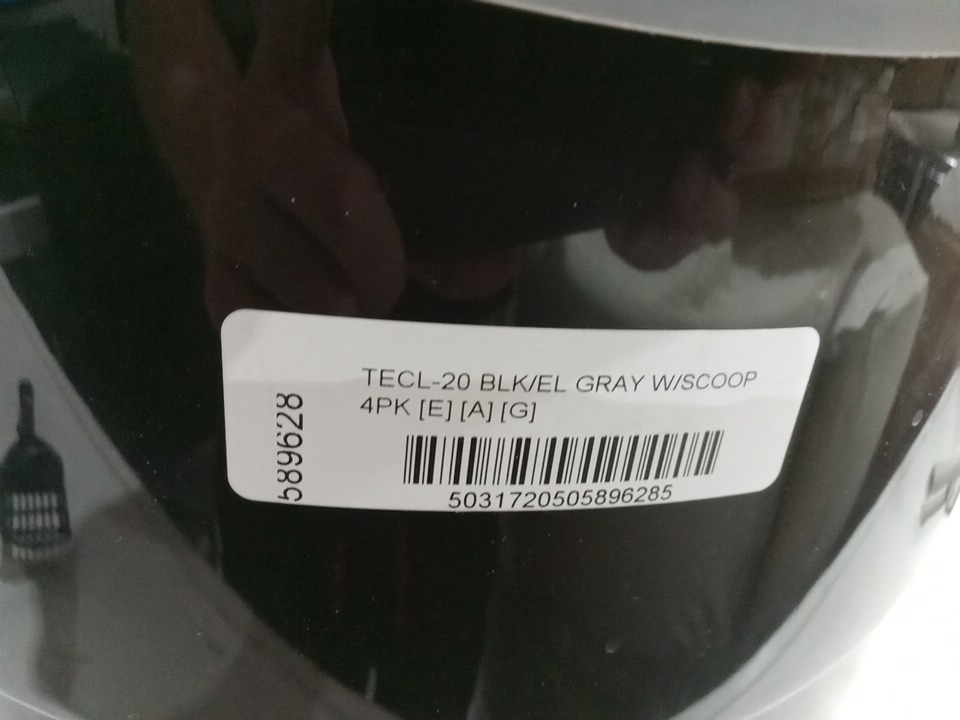 TECL-20 BLK/EL GRAY W/SCOOP
4PK [E] [A] [G]
589628
5031720505896285